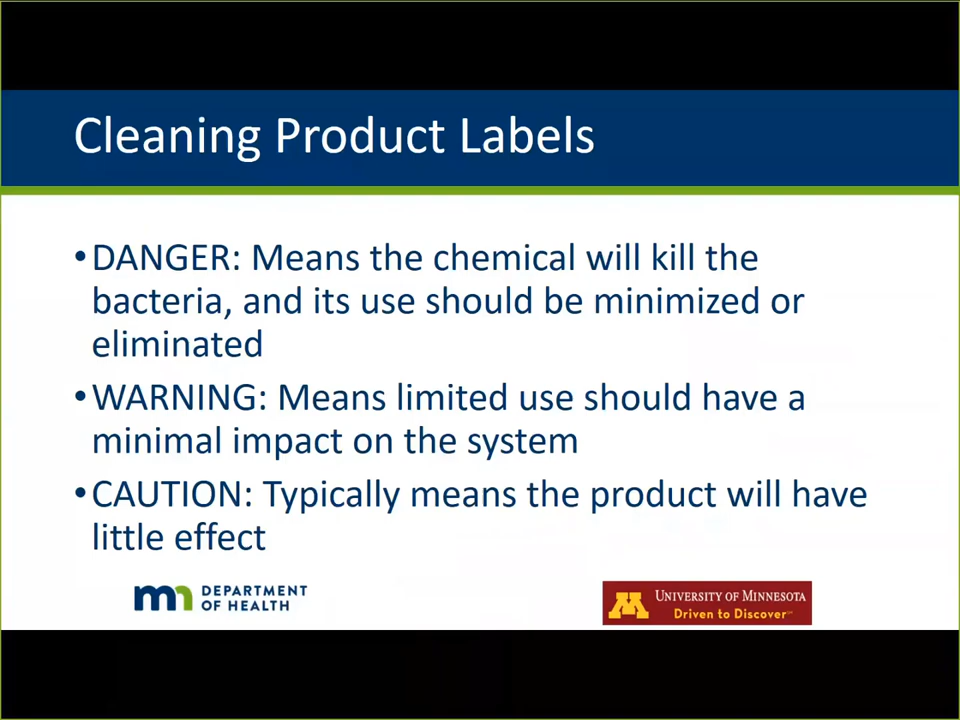 Cleaning Product Labels
•DANGER: Means the chemical will kill the
bacteria, and its use should be minimized or
eliminated
•WARNING: Means limited use should have a
minimal impact on the system
•CAUTION: Typically means the product will have
little effect
mn DEPARTMENT
OF HEALTH
M UNIVERSITY OF MINNESOTA
Driven to Discover℠